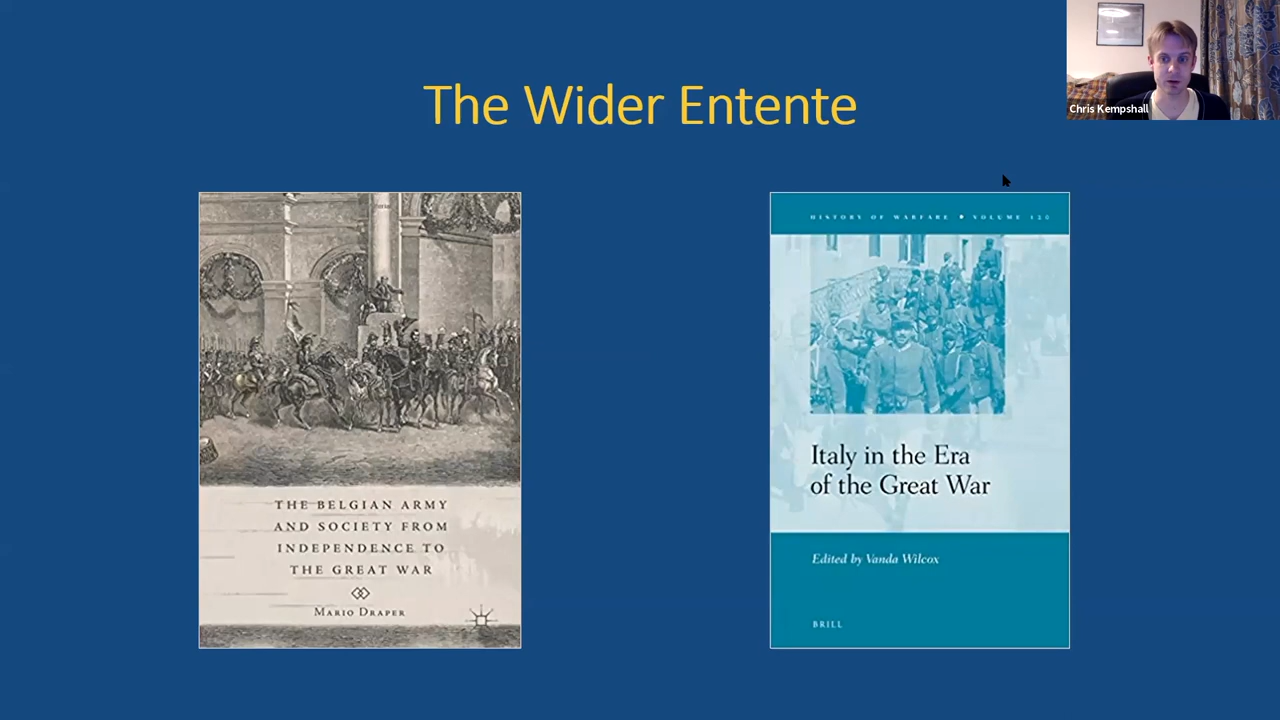 The Wider Entente
Chris Kempshall
THE BELGIAN ARMY
AND SOCIETY FROM
INDEPENDENCE TO
THE GREAT WAR
MARIO DRAPER
HISTORY OF WARFARE • VOLUME 120
Italy in the Era
of the Great War
Edited by Vanda Wilcox
BRILL